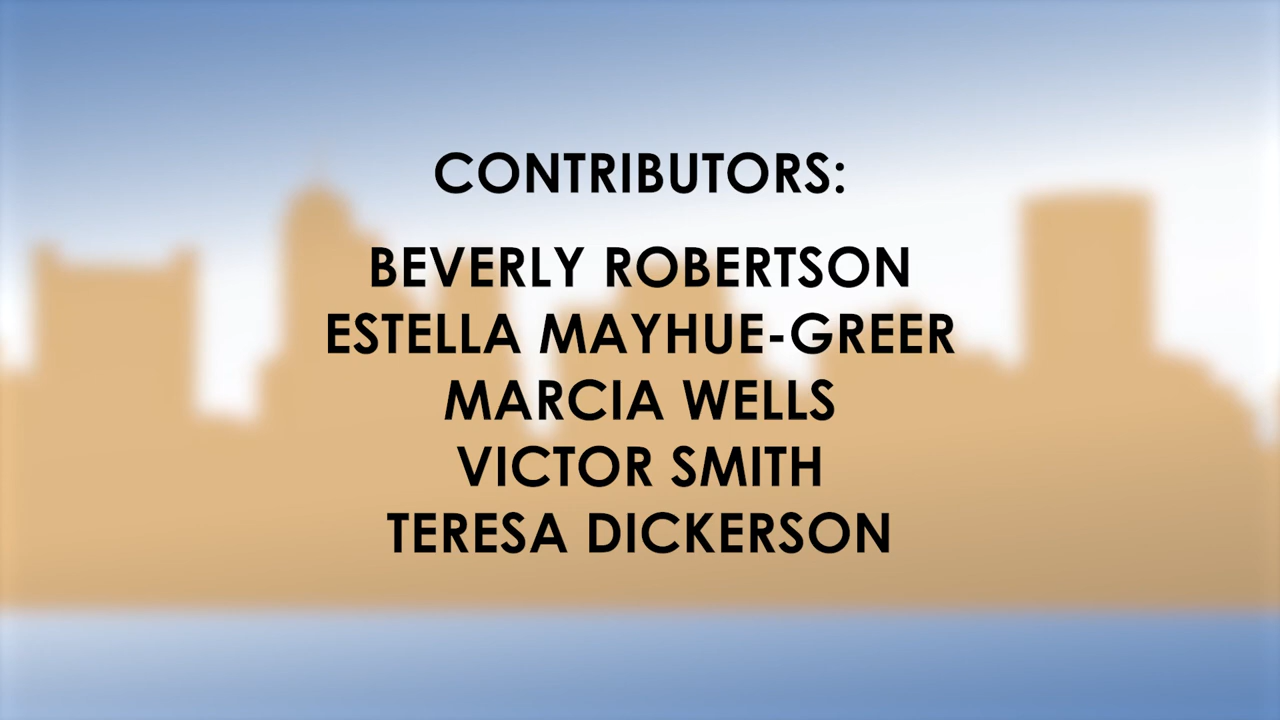 CONTRIBUTORS:
BEVERLY ROBERTSON
ESTELLA MAYHUE-GREER
MARCIA WELLS
VICTOR SMITH
TERESA DICKERSON